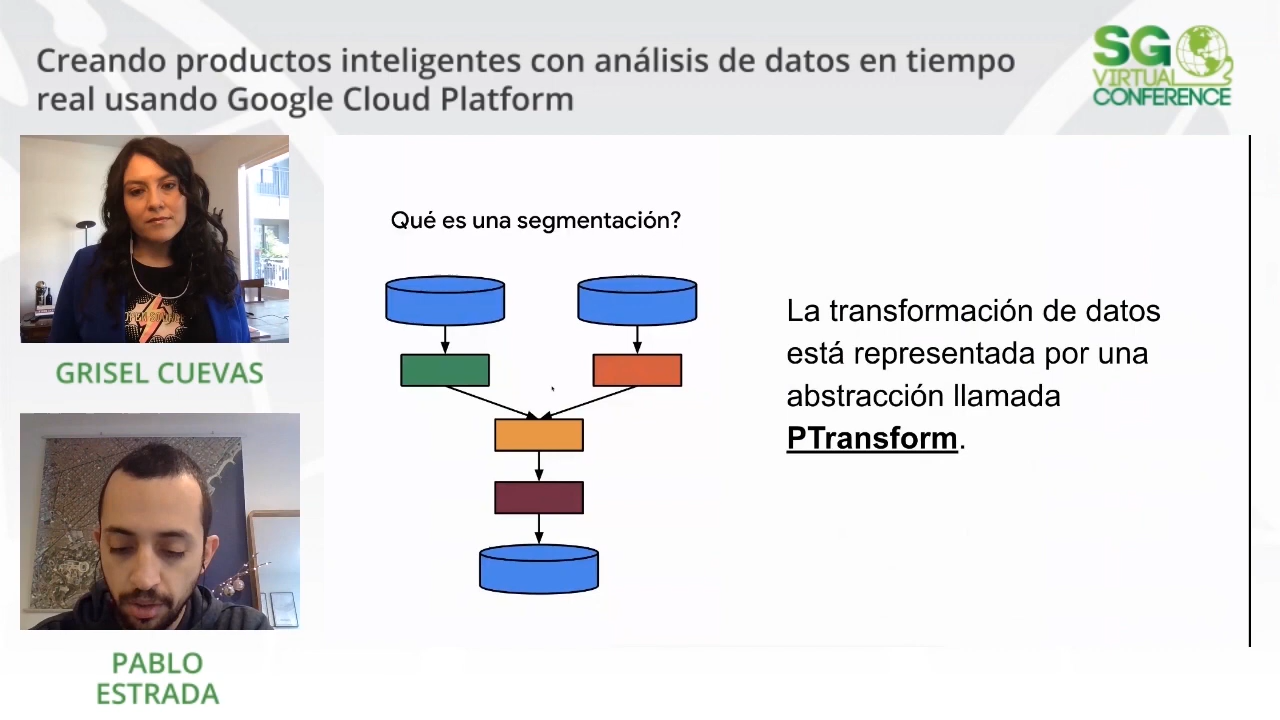 Creando productos inteligentes con análisis de datos en tiempo
real usando Google Cloud Platform
SG
VIRTUAL
CONFERENCE
GRISEL CUEVAS
PABLO
ESTRADA
Qué es una segmentación?
La transformación de datos
está representada por una
abstracción llamada
PTransform.